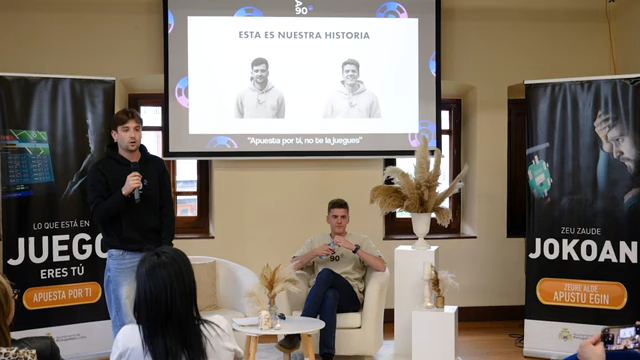 A
90
ESTA ES NUESTRA HISTORIA
"Apuesta por ti, no te la juegues"
LO QUE ESTÁ EN
JUEGO
ERES TÚ
APUESTA POR TI
90
ZEU ZAUDE
JOKOAN
ZEURE ALDE
APUSTU EGIN